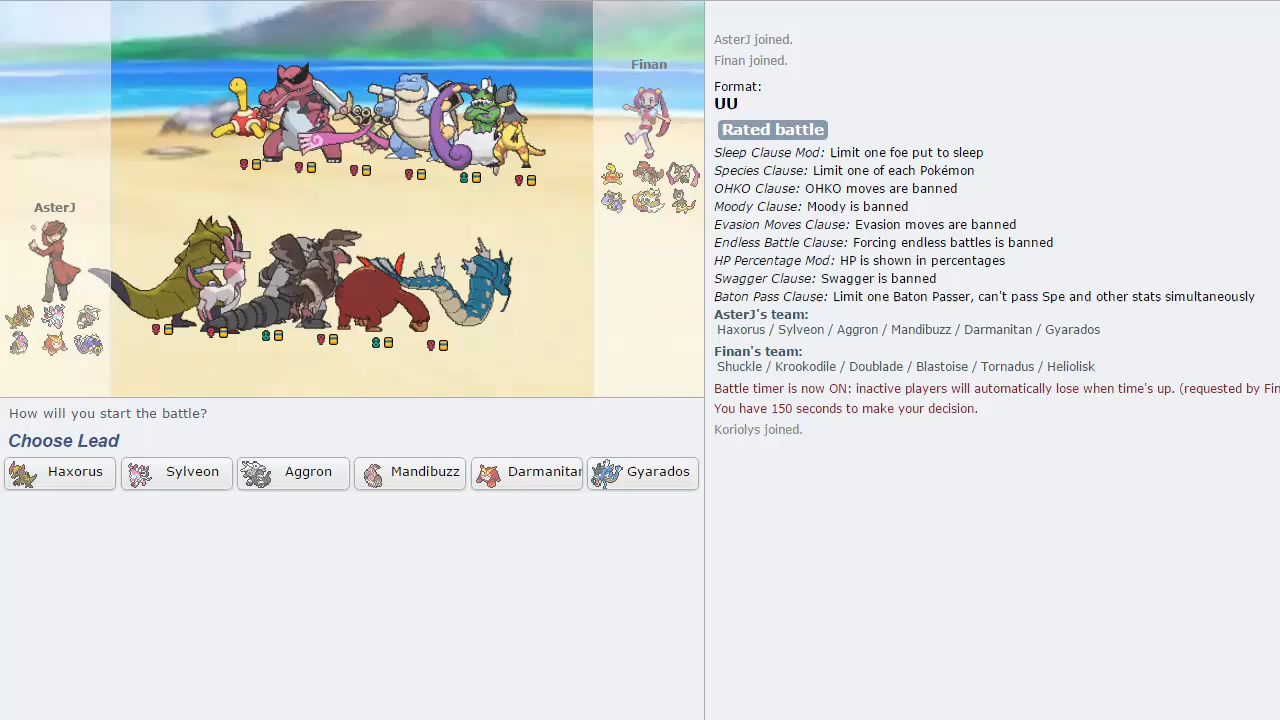 Finan
AsterJ
How will you start the battle?
Choose Lead
Haxorus
Sylveon
Aggron
Mandibuzz
Darmanitar
Gyarados
AsterJ joined.
Finan joined.
Format:
UU
Rated battle
Sleep Clause Mod: Limit one foe put to sleep
Species Clause: Limit one of each Pokémon
OHKO Clause: OHKO moves are banned
Moody Clause: Moody is banned
Evasion Moves Clause: Evasion moves are banned
Endless Battle Clause: Forcing endless battles is banned
HP Percentage Mod: HP is shown in percentages
Swagger Clause: Swagger is banned
Baton Pass Clause: Limit one Baton Passer, can't pass Spe and other stats simultaneously
AsterJ's team:
Haxorus / Sylveon / Aggron / Mandibuzz / Darmanitan / Gyarados
Finan's team:
Shuckle / Krookodile / Doublade / Blastoise / Tornadus / Heliolisk
Battle timer is now ON: inactive players will automatically lose when time's up. (requested by Fin
You have 150 seconds to make your decision.
Koriolys joined.